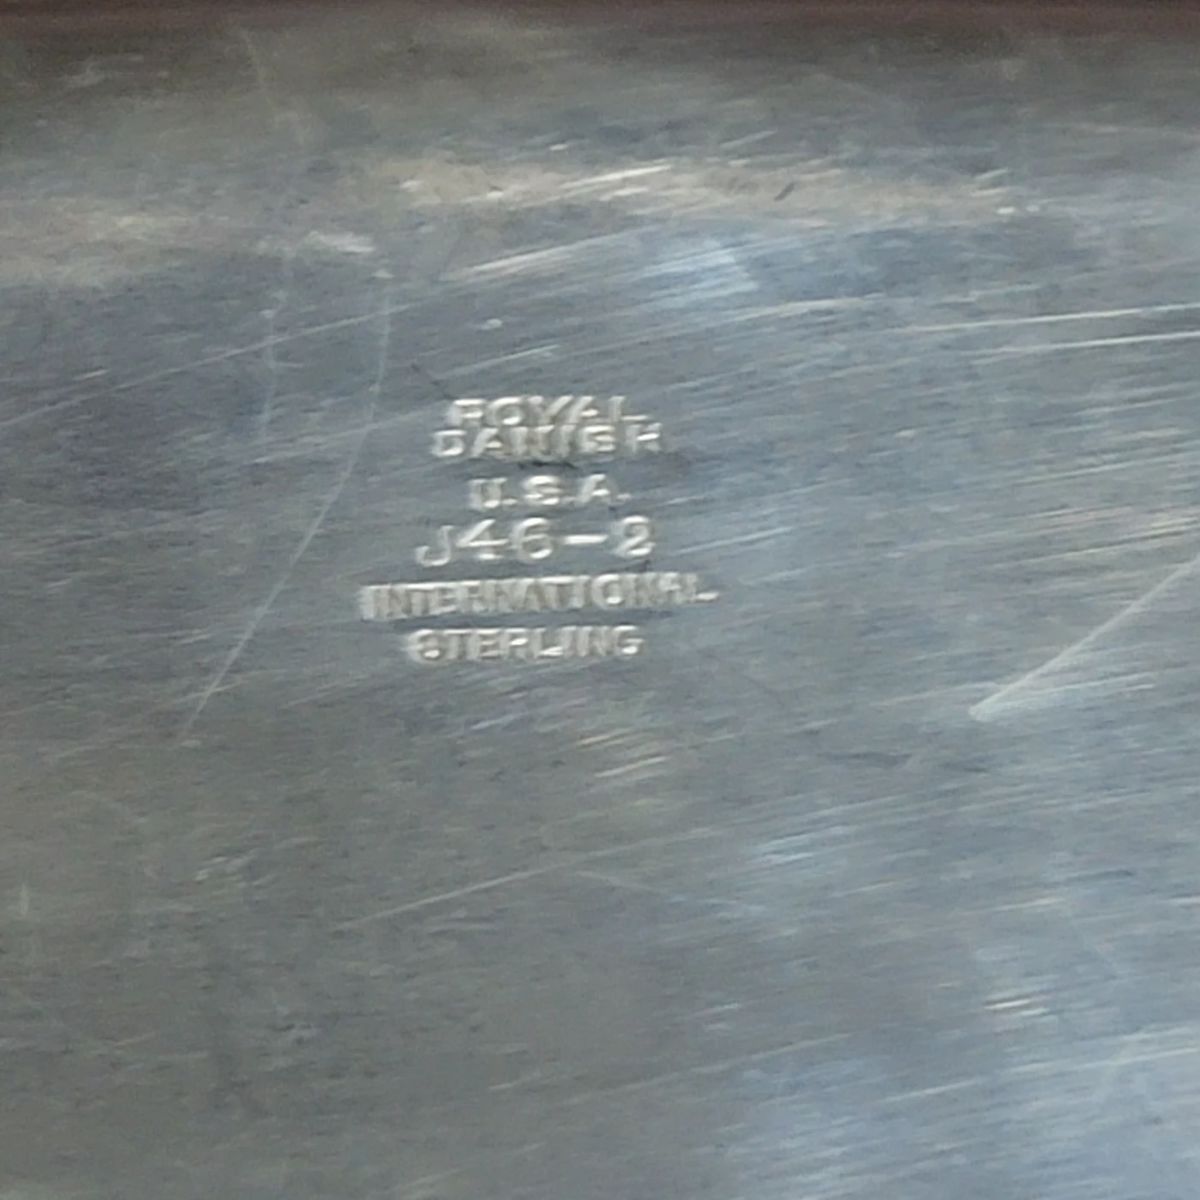 ROYAL
DANISH
U.S.A.
J46-2
INTERNATIONAL
STERLING